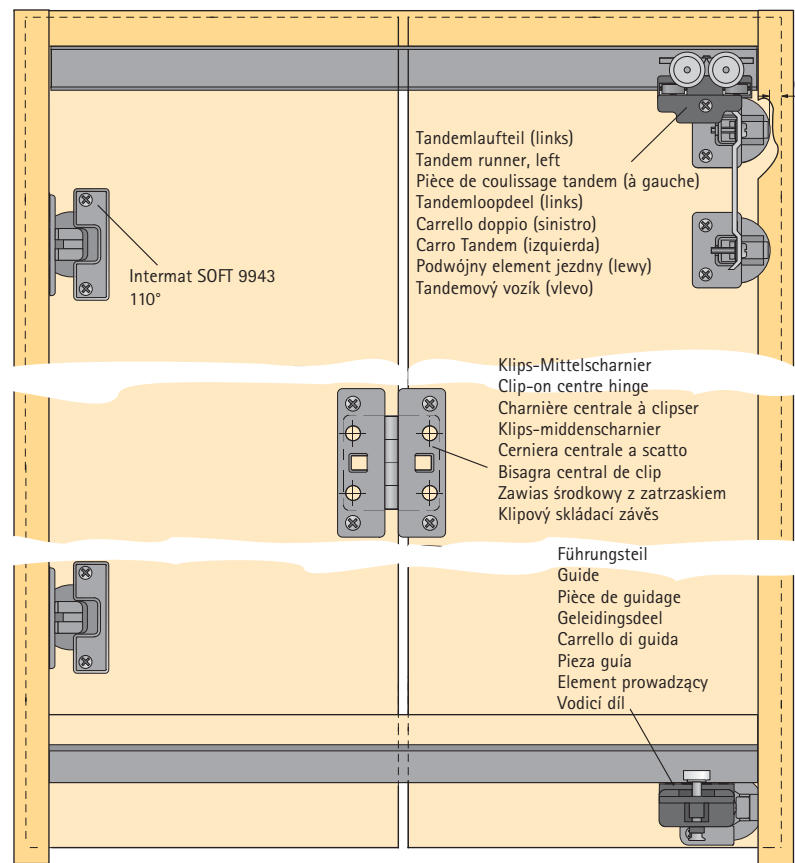 Tandemlaufteil (links)
Tandem runner, left
Pièce de coulissage tandem (à gauche)
Tandemloopdeel (links)
Carrello doppio (sinistro)
Carro Tandem (izquierda)
Podwójny element jezdny (lewy)
Tandemový vozík (vlevo)
Intermat SOFT 9943
110°
Klips-Mittelscharnier
Clip-on centre hinge
Charnière centrale à clipser
Klips-middenscharnier
Cerniera centrale a scatto
Bisagra central de clip
Zawias środkowy z zatrzaskiem
Klipový skládací závěs
Führungsteil
Guide
Pièce de guidage
Geleidingsdeel
Carrello di guida
Pieza guía
Element prowadzący
Vodicí díl